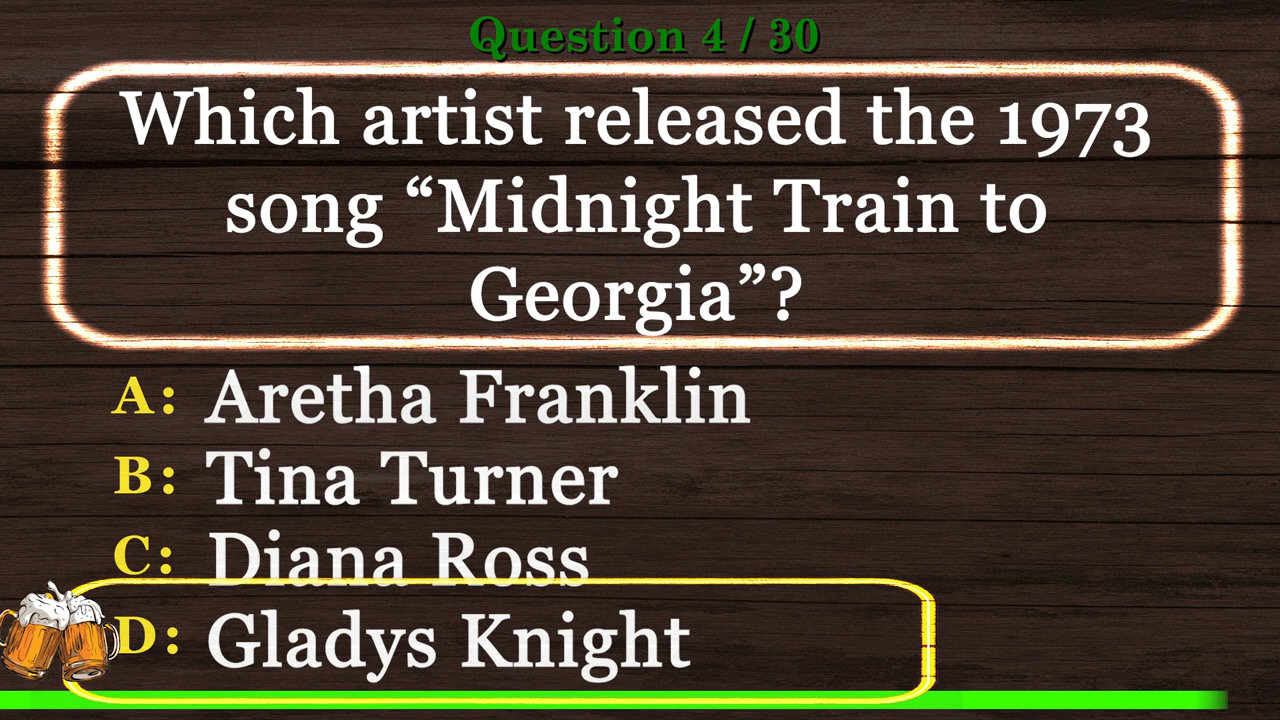 Question 4 / 30
Which artist released the 1973
song “Midnight Train to
Georgia”?
A: Aretha Franklin
B: Tina Turner
C: Diana Ross
D: Gladys Knight